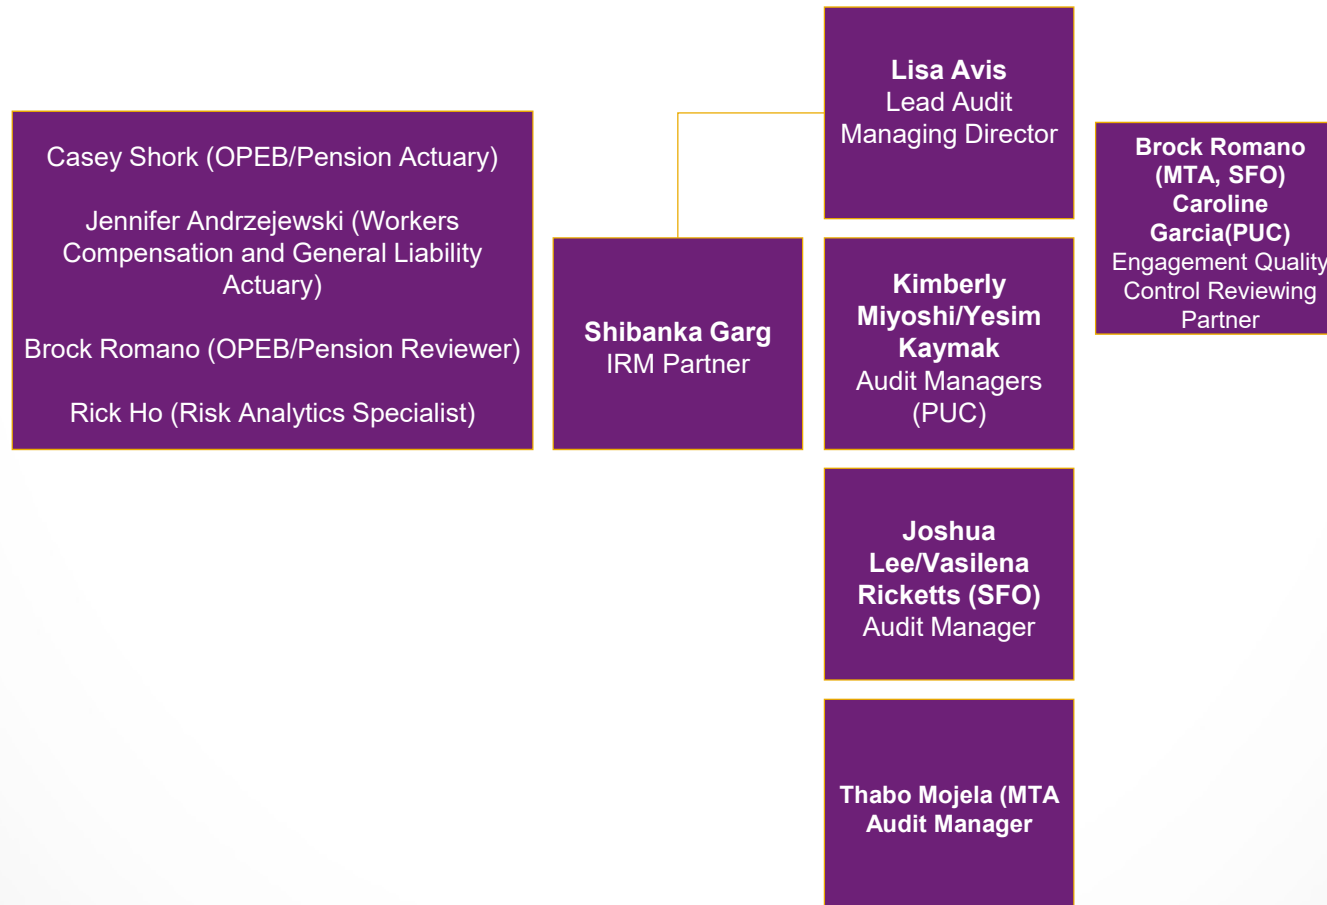 Lisa Avis
Lead Audit
Managing Director
Casey Shork (OPEB/Pension Actuary)
Jennifer Andrzejewski (Workers
Compensation and General Liability
Actuary)
Brock Romano (OPEB/Pension Reviewer)
Rick Ho (Risk Analytics Specialist)
Brock Romano
(MTA, SFO)
Caroline
Garcia(PUC)
Engagement Quality
Control Reviewing
Partner
Shibanka Garg
IRM Partner
Kimberly
Miyoshi/Yesim
Kaymak
Audit Managers
(PUC)
Joshua
Lee/Vasilena
Ricketts (SFO)
Audit Manager
Thabo Mojela (MTA
Audit Manager